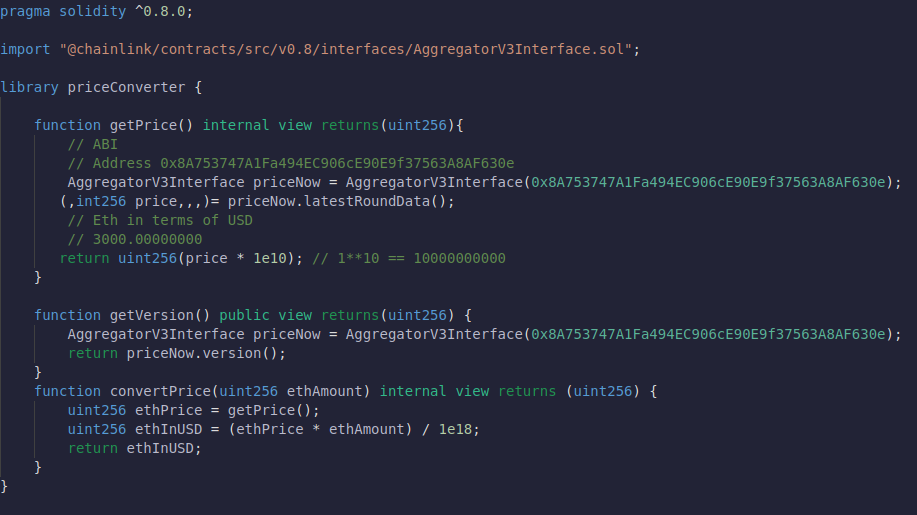 pragma solidity ^0.8.0;
import "@chainlink/contracts/src/v0.8/interfaces/AggregatorV3Interface.sol";
library priceConverter {
function getPrice() internal view returns(uint256){
// ABI
// Address 0x8A753747A1Fa494EC906cE90E9f37563A8AF630e
AggregatorV3Interface priceNow = AggregatorV3Interface(0x8A753747A1Fa494EC906cE90E9f37563A8AF630e);
(,int256 price,,,)= priceNow.latestRoundData();
// Eth in terms of USD
// 3000.00000000
return uint256(price * 1e10); // 1**10 == 10000000000
}
function getVersion() public view returns(uint256) {
AggregatorV3Interface priceNow = AggregatorV3Interface(0x8A753747A1Fa494EC906cE90E9f37563A8AF630e);
return priceNow.version();
}
function convertPrice(uint256 ethAmount) internal view returns (uint256) {
uint256 ethPrice = getPrice();
uint256 ethInUSD = (ethPrice * ethAmount) / 1e18;
return ethInUSD;
}
}